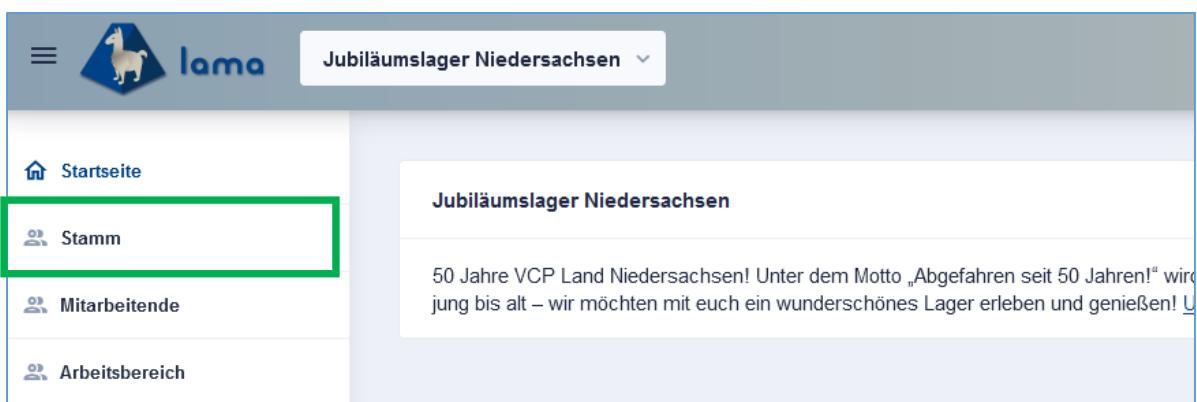 lama
Jubiläumslager Niedersachsen
Startseite
Stamm
Mitarbeitende
Arbeitsbereich
Jubiläumslager Niedersachsen
50 Jahre VCP Land Niedersachsen! Unter dem Motto „Abgefahren seit 50 Jahren!“
jung bis alt – wir möchten mit euch ein wunderschönes Lager erleben und genießen!